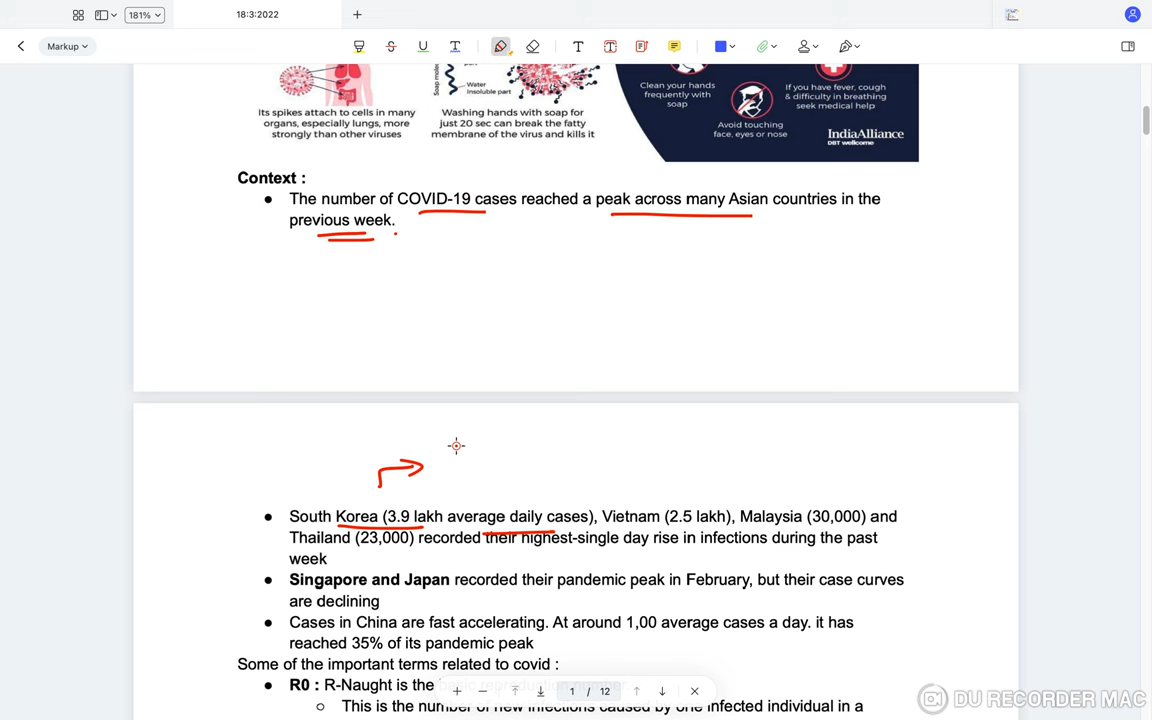 181%
18:3:2022
Markup
Soap molec
part
Water
Insoluble part
Its spikes attach to cells in many
organs, especially lungs, more
strongly than other viruses
Washing hands with soap for
just 20 sec can break the fatty
membrane of the virus and kills it
Clean your hands
frequently with
soap
Avoid touching
face, eyes or nose
If you have fever, cough
& difficulty in breathing
seek medical help
IndiaAlliance
DBT wellcome
Context :
● The number of COVID-19 cases reached a peak across many Asian countries in the
previous week.
● South Korea (3.9 lakh average daily cases), Vietnam (2.5 lakh), Malaysia (30,000) and
Thailand (23,000) recorded their highest-single day rise in infections during the past
week
● Singapore and Japan recorded their pandemic peak in February, but their case curves
are declining
● Cases in China are fast accelerating. At around 1,00 average cases a day. it has
reached 35% of its pandemic peak
Some of the important terms related to covid :
● R0 : R-Naught is the basic reproduction number.
1 / 12
○ This is the number of new infections caused by one infected individual in a
DU RECORDER MAC